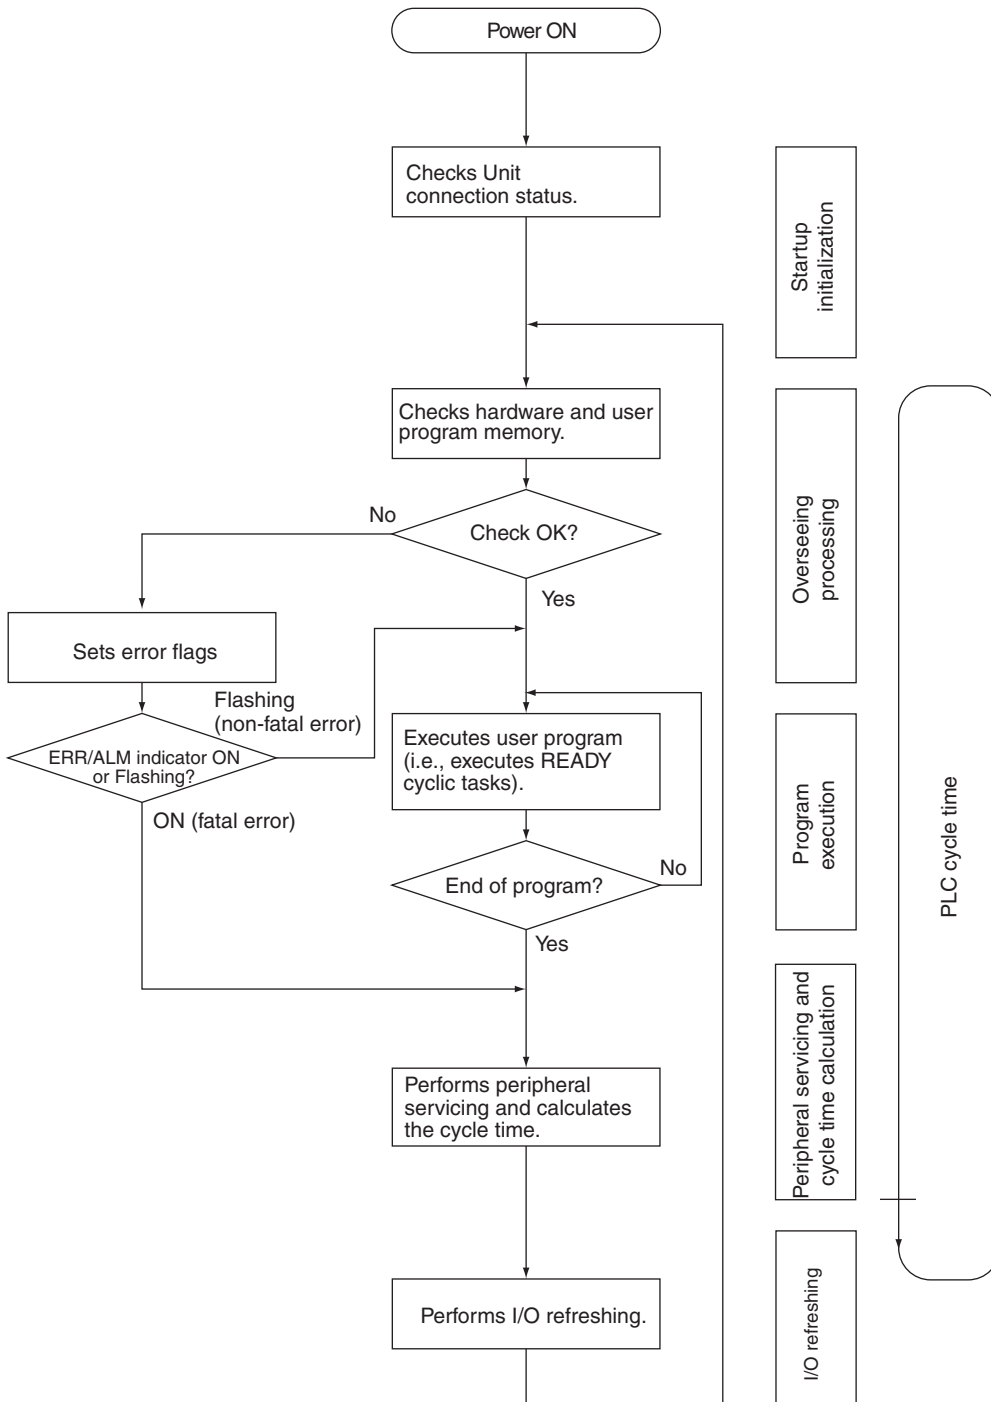 Power ON
Checks Unit
connection status.
Startup
initialization
Checks hardware and user
program memory.
Overseeing
processing
No
Check OK?
Yes
Sets error flags
Flashing
(non-fatal error)
ERR/ALM indicator ON
or Flashing?
ON (fatal error)
Executes user program
(i.e., executes READY
cyclic tasks).
Program
execution
End of program?
No
Yes
PLC cycle time
Performs peripheral
servicing and calculates
the cycle time.
Peripheral servicing and
cycle time calculation
Performs I/O refreshing.
I/O refreshing